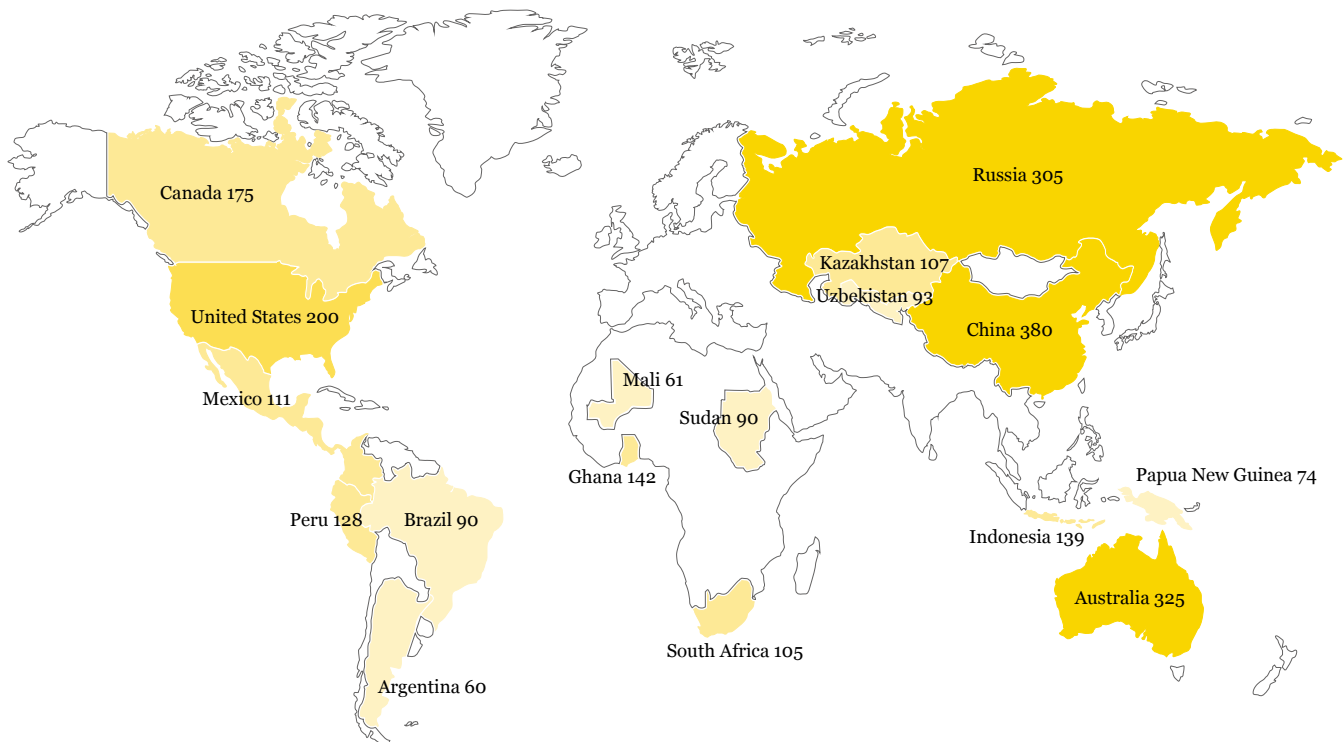 Russia 305
Canada 175
Kazakhstan 107
Uzbekistan 93
United States 200
China 380
Mali 61
Mexico 111
Sudan 90
Ghana 142
Papua New Guinea 74
Peru 128
Brazil 90
Indonesia 139
Australia 325
South Africa 105
Argentina 60